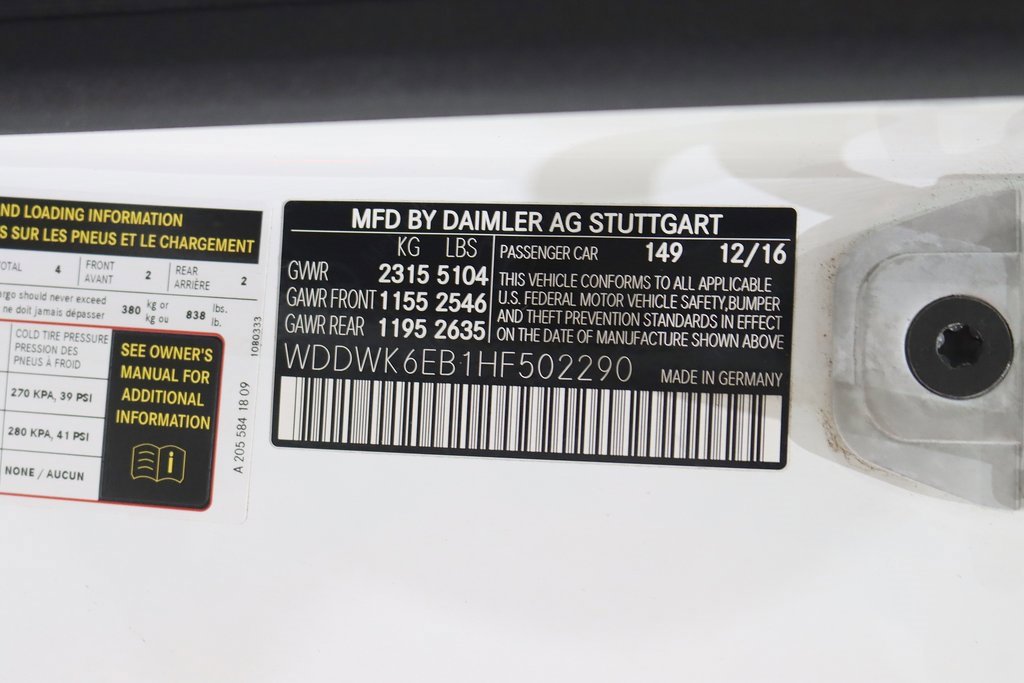 ND LOADING INFORMATION
S SUR LES PNEUS ET LE CHARGEMENT
OTAL 4 FRONT AVANT 2 REAR ARRIÈRE 2
rgo should never exceed
ne doit jamais dépasser
380 kg or kg ou 838 lbs. lb.
COLD TIRE PRESSURE
PRESSION DES
PNEUS À FROID
270 KPA, 39 PSI
280 KPA, 41 PSI
NONE / AUCUN
SEE OWNER'S
MANUAL FOR
ADDITIONAL
INFORMATION
i
1080333
A 205 584 18 09
MFD BY DAIMLER AG STUTTGART
KG LBS
GWR 2315 5104
GAWR FRONT 1155 2546
GAWR REAR 1195 2635
PASSENGER CAR 149 12/16
THIS VEHICLE CONFORMS TO ALL APPLICABLE
U.S. FEDERAL MOTOR VEHICLE SAFETY,BUMPER
AND THEFT PREVENTION STANDARDS IN EFFECT
ON THE DATE OF MANUFACTURE SHOWN ABOVE
WDDWK6EB1HF502290
MADE IN GERMANY